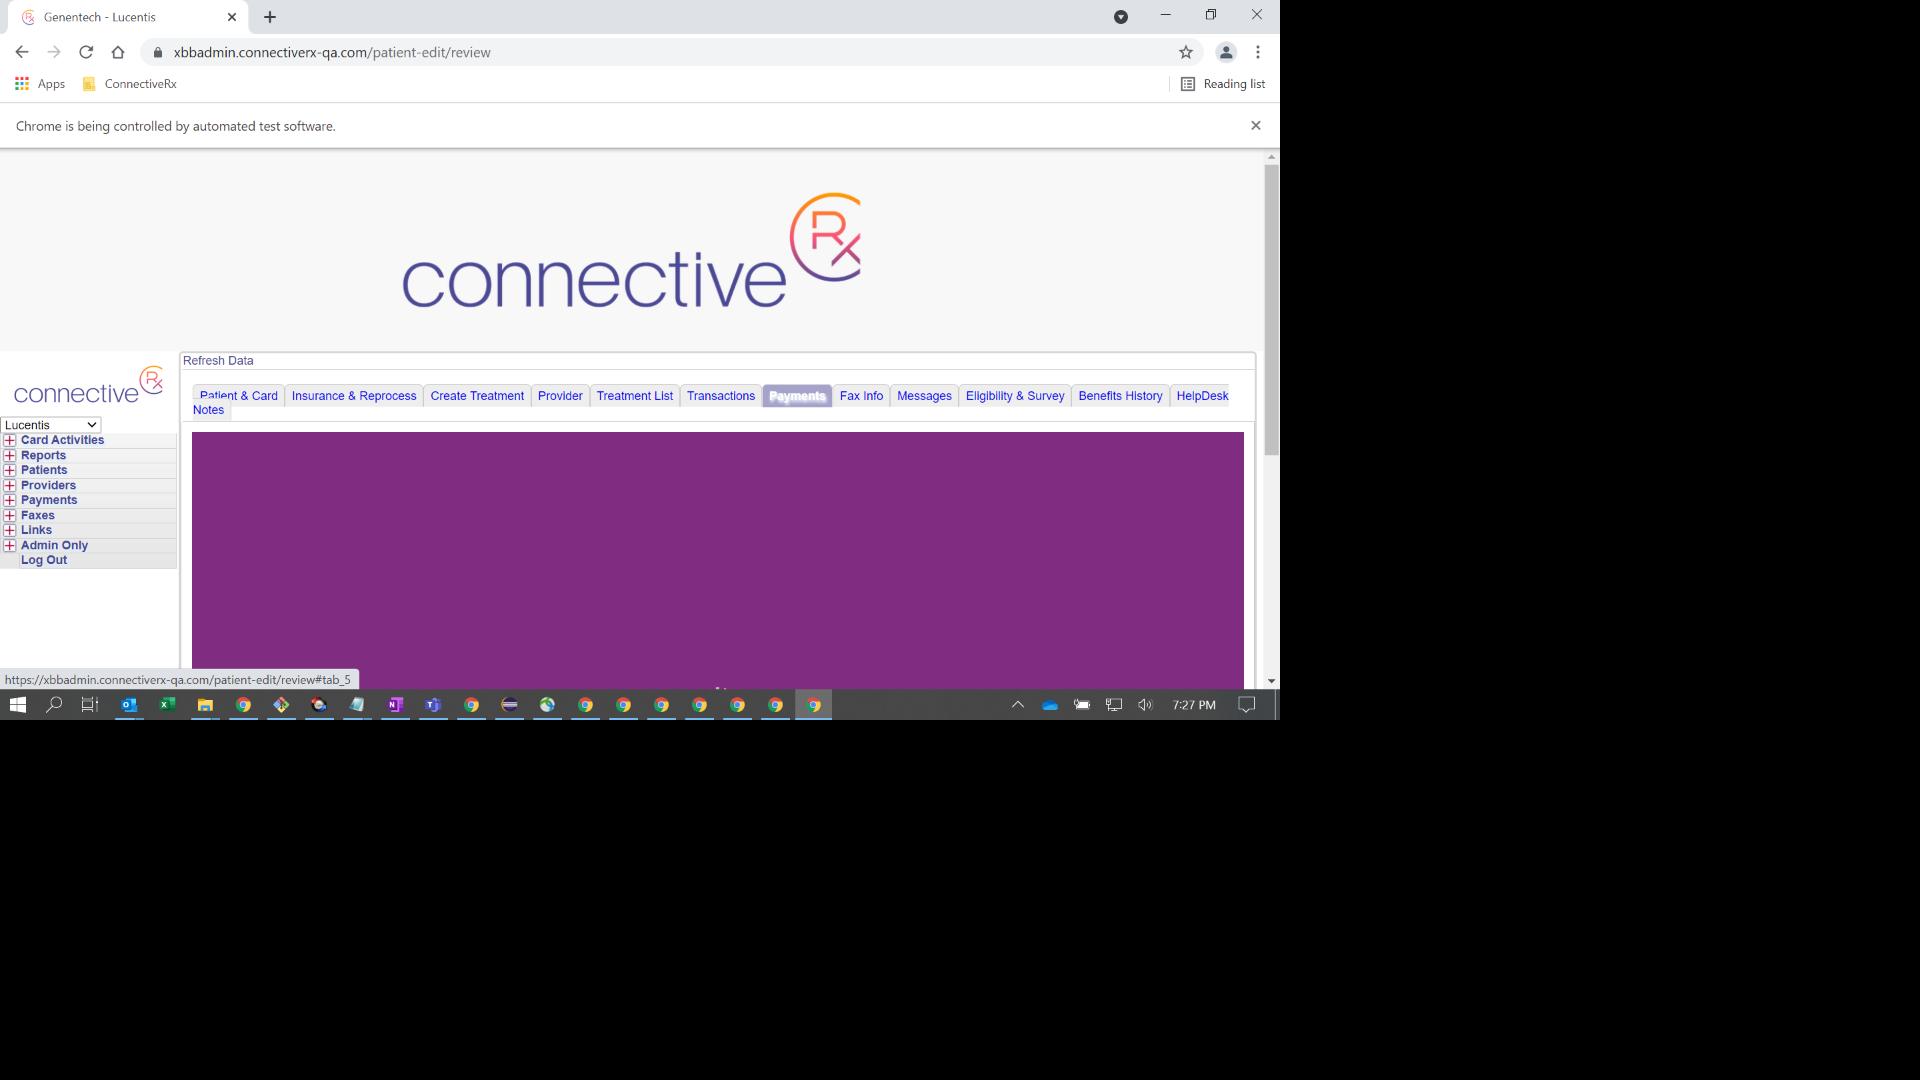 Genentech - Lucentis
xbbadmin.connectiverx-qa.com/patient-edit/review
Apps ConnectiveRx Reading list
Chrome is being controlled by automated test software.
connective Rx
Refresh Data
connective Rx
Patient & Card Insurance & Reprocess Create Treatment Provider Treatment List Transactions Payments Fax Info Messages Eligibility & Survey Benefits History HelpDesk
Notes
Lucentis
Card Activities
Reports
Patients
Providers
Payments
Faxes
Links
Admin Only
Log Out
https://xbbadmin.connectiverx-qa.com/patient-edit/review#tab_5
7:27 PM